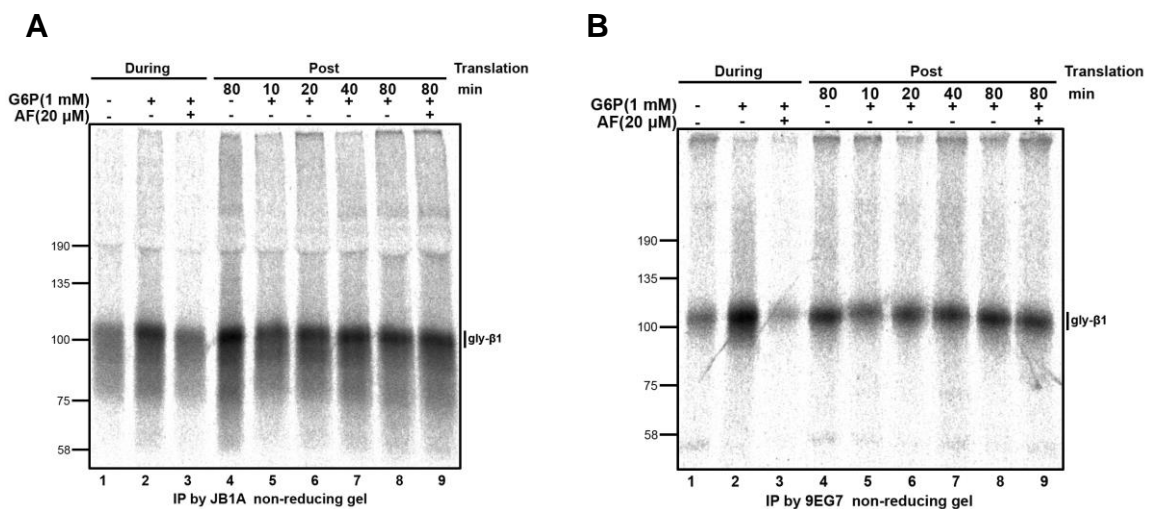 A
During Post Translation
80 10 20 40 80 80 min
G6P(1 mM) - + + - + + + + +
AF(20 µM) - - + - - - - - +
190
135
100
75
58
gly-β1
1 2 3 4 5 6 7 8 9
IP by JB1A non-reducing gel
B
During Post Translation
80 10 20 40 80 80 min
G6P(1 mM) - + + - + + + + +
AF(20 µM) - - + - - - - - +
190
135
100
75
58
gly-β1
1 2 3 4 5 6 7 8 9
IP by 9EG7 non-reducing gel